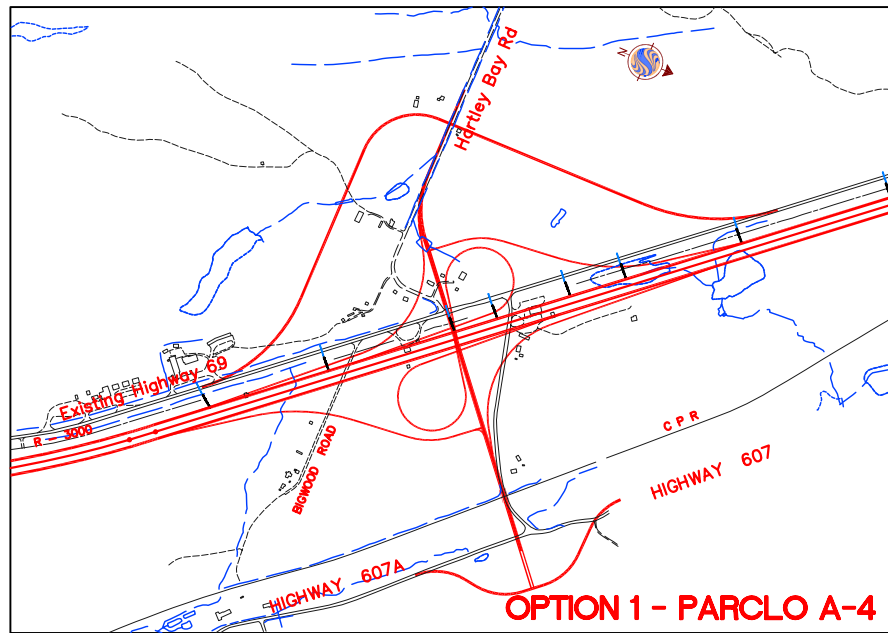 Hartley Bay Rd
N
Existing Highway 69
R - 3000
BIGWOOD ROAD
CPR
HIGHWAY 607
HIGHWAY 607A
OPTION 1 - PARCLO A-4